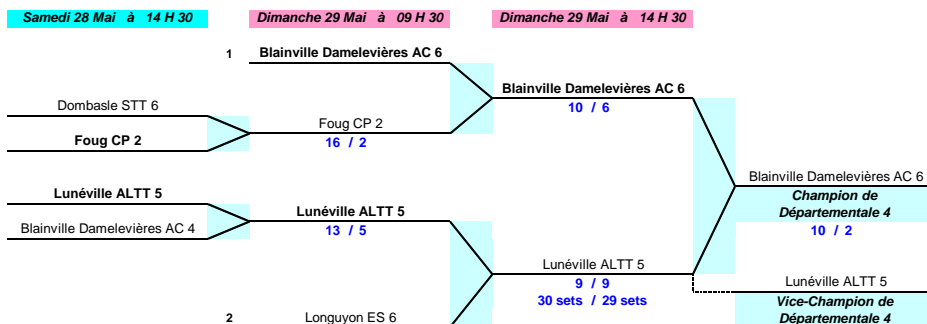 Samedi 28 Mai à 14 H 30
Dimanche 29 Mai à 09 H 30
Dimanche 29 Mai à 14 H 30
1 Blainville Damelevières AC 6
Blainville Damelevières AC 6
10 / 6
Dombasle STT 6
Foug CP 2
16 / 2
Foug CP 2
Blainville Damelevières AC 6
Champion de
Départementale 4
10 / 2
Lunéville ALTT 5
Lunéville ALTT 5
13 / 5
Blainville Damelevières AC 4
Lunéville ALTT 5
9 / 9
30 sets / 29 sets
Lunéville ALTT 5
Vice-Champion de
Départementale 4
2 Longuyon ES 6